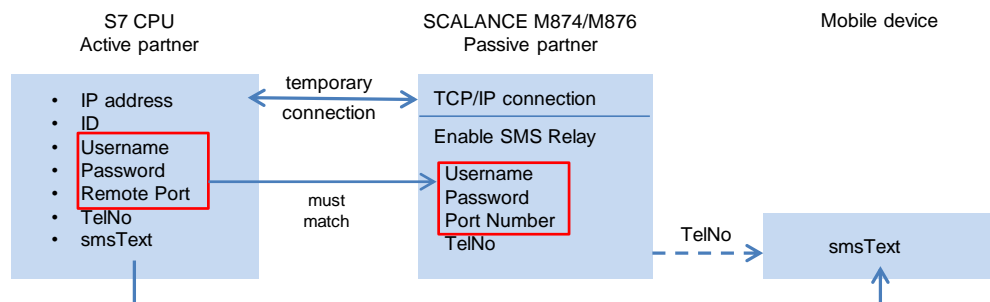 S7 CPU
Active partner
SCALANCE M874/M876
Passive partner
Mobile device
• IP address
• ID
• Username
• Password
• Remote Port
• TelNo
• smsText
temporary
connection
must
match
TCP/IP connection
Enable SMS Relay
Username
Password
Port Number
TelNo
TelNo
smsText